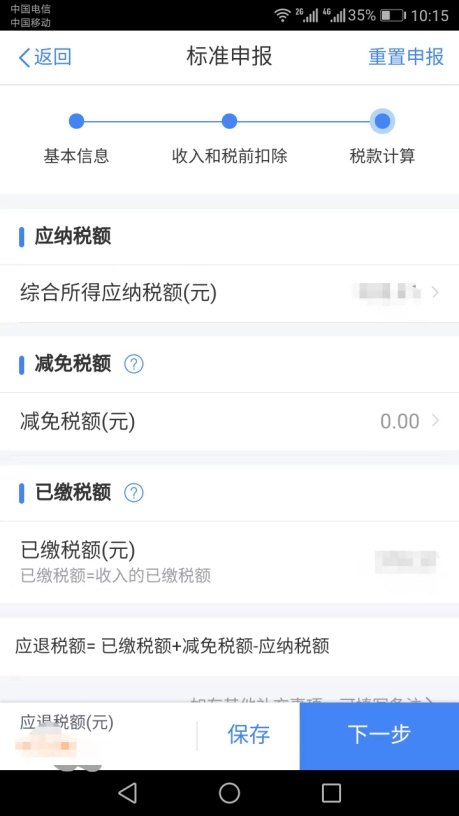 中国电信
中国移动
2G 4G 35% 10:15
返回 标准申报 重置申报
基本信息 收入和税前扣除 税款计算
应纳税额
综合所得应纳税额(元)
减免税额 ?
减免税额(元) 0.00
已缴税额 ?
已缴税额(元)
已缴税额=收入的已缴税额
应退税额= 已缴税额+减免税额-应纳税额
应退税额(元) 保存 下一步